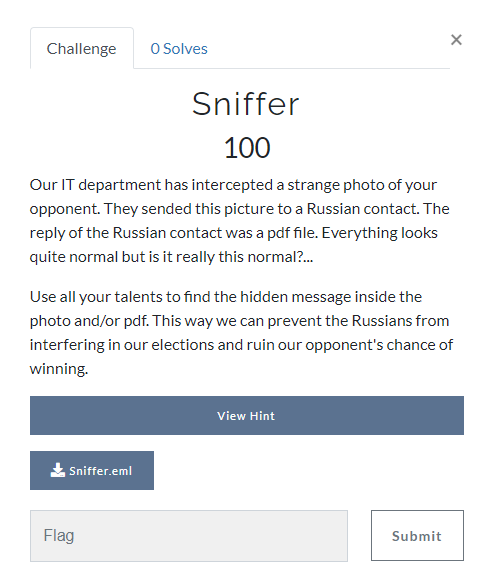 Challenge
0 Solves
×
Sniffer
100
Our IT department has intercepted a strange photo of your
opponent. They sended this picture to a Russian contact. The
reply of the Russian contact was a pdf file. Everything looks
quite normal but is it really this normal?...
Use all your talents to find the hidden message inside the
photo and/or pdf. This way we can prevent the Russians from
interfering in our elections and ruin our opponent's chance of
winning.
View Hint
Sniffer.eml
Flag
Submit